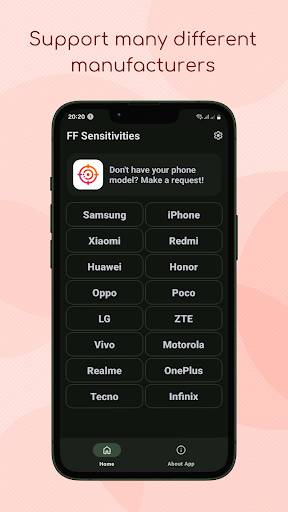 Support many different
manufacturers
20:20
FF Sensitivities
Don't have your phone
model? Make a request!
Samsung
iPhone
Xiaomi
Redmi
Huawei
Honor
Oppo
Poco
LG
ZTE
Vivo
Motorola
Realme
OnePlus
Tecno
Infinix
Home
About App